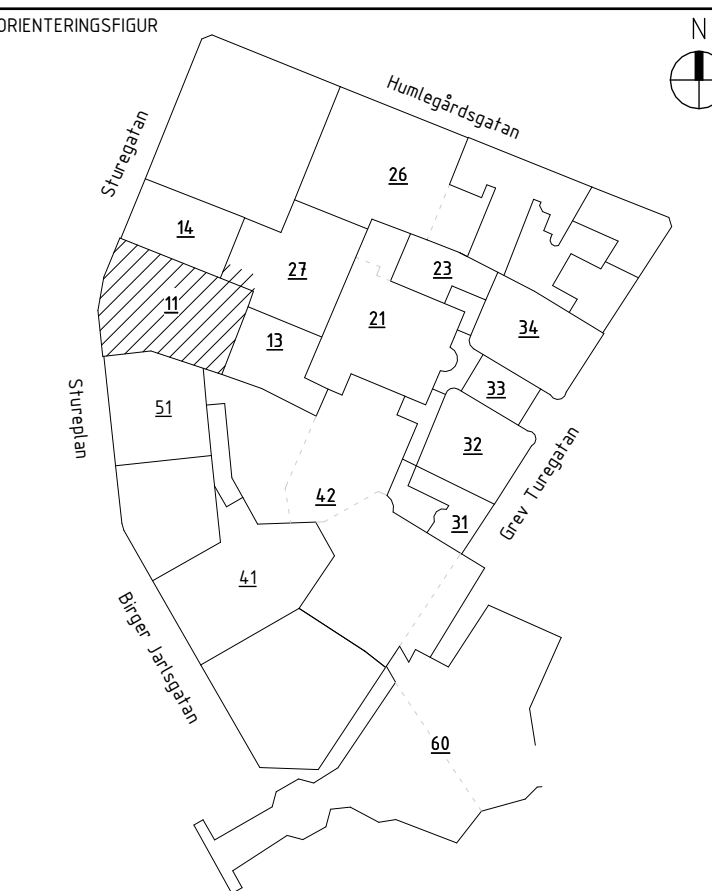 ORIENTERINGSFIGUR
N
Humlegårdsgatan
Sturegatan
26
14
27
23
11
21
34
13
33
Stureplan
51
32
Grev Turegatan
42
31
41
Birger Jarlsgatan
60